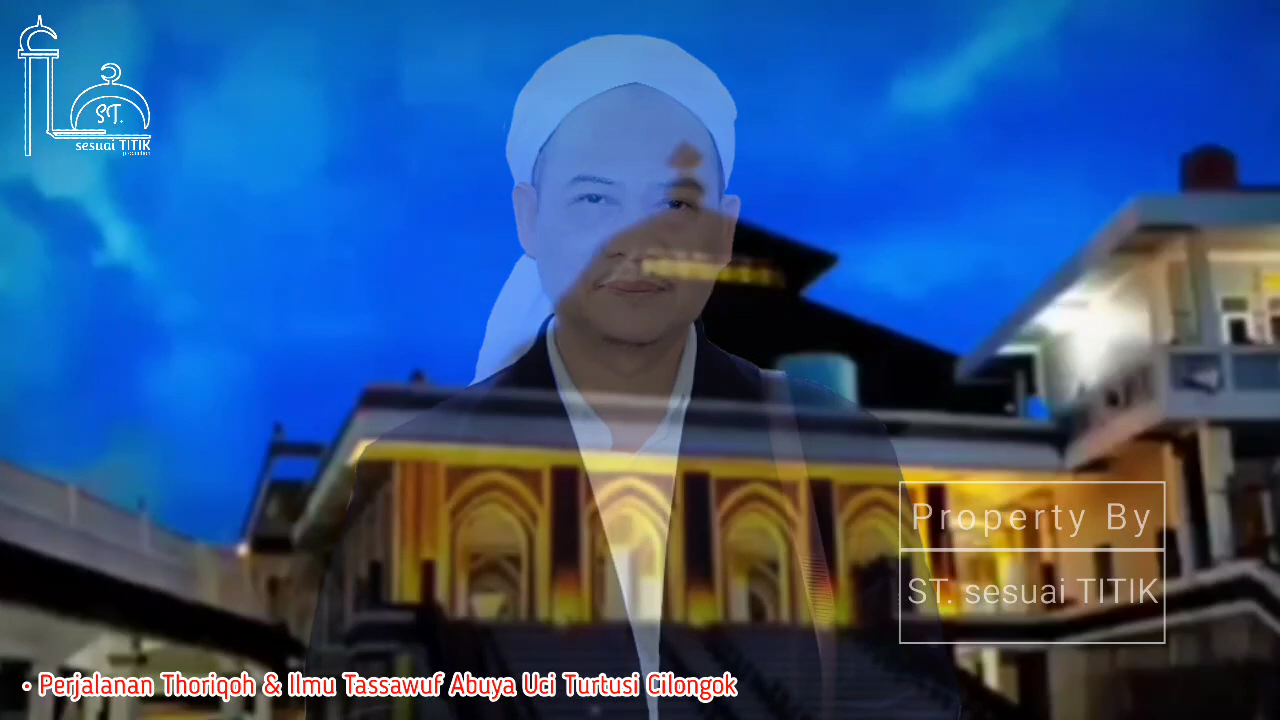 ST.
sesuai TITIK
Property By
ST. sesuai TITIK
• Perjalanan Thoriqoh & Ilmu Tassawuf Abuya Uci Turtusi Cilongok